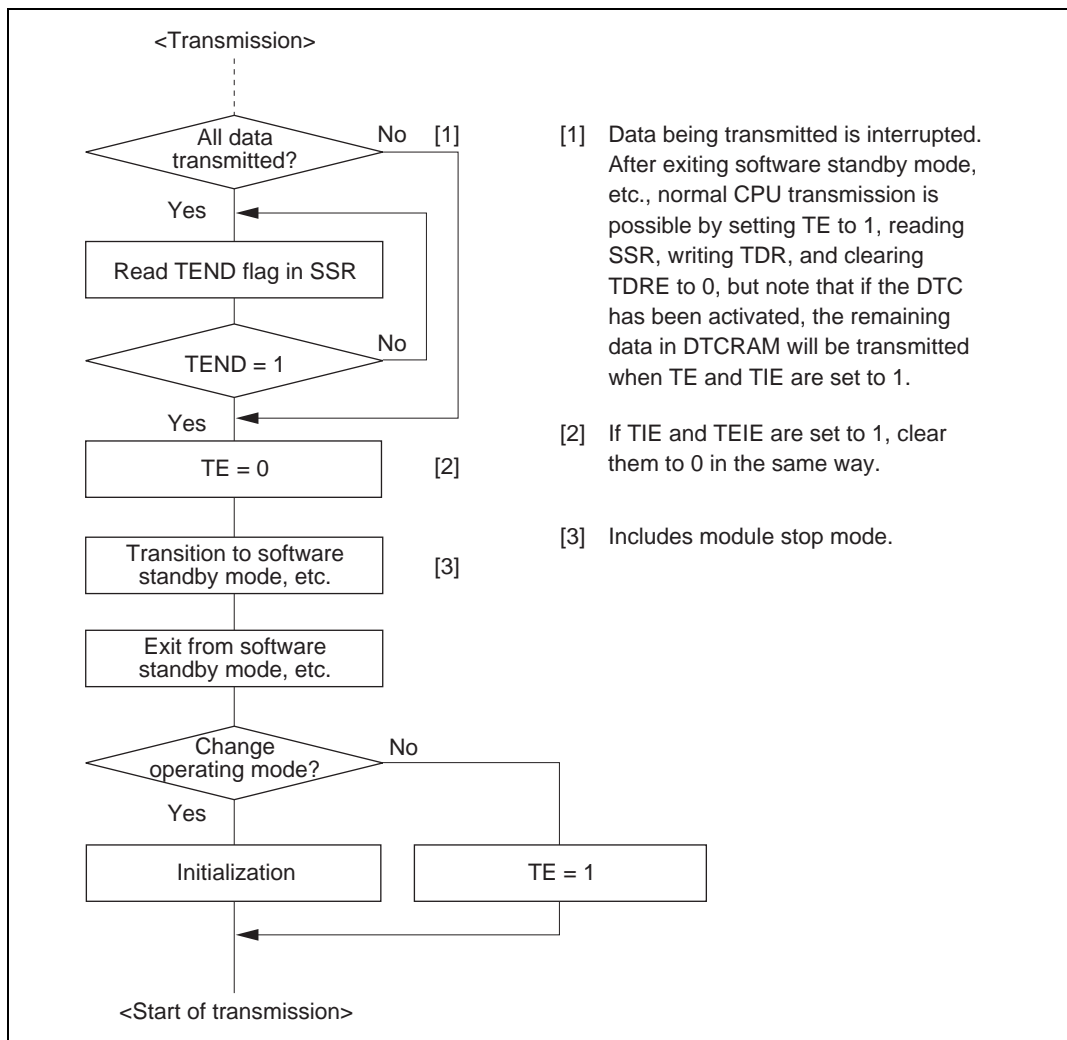 <Transmission>
All data
transmitted?
No
[1]
Yes
Read TEND flag in SSR
TEND = 1
No
Yes
TE = 0
[2]
Transition to software
standby mode, etc.
[3]
Exit from software
standby mode, etc.
Change
operating mode?
No
Yes
Initialization
TE = 1
<Start of transmission>
[1] Data being transmitted is interrupted.
After exiting software standby mode,
etc., normal CPU transmission is
possible by setting TE to 1, reading
SSR, writing TDR, and clearing
TDRE to 0, but note that if the DTC
has been activated, the remaining
data in DTCRAM will be transmitted
when TE and TIE are set to 1.
[2] If TIE and TEIE are set to 1, clear
them to 0 in the same way.
[3] Includes module stop mode.